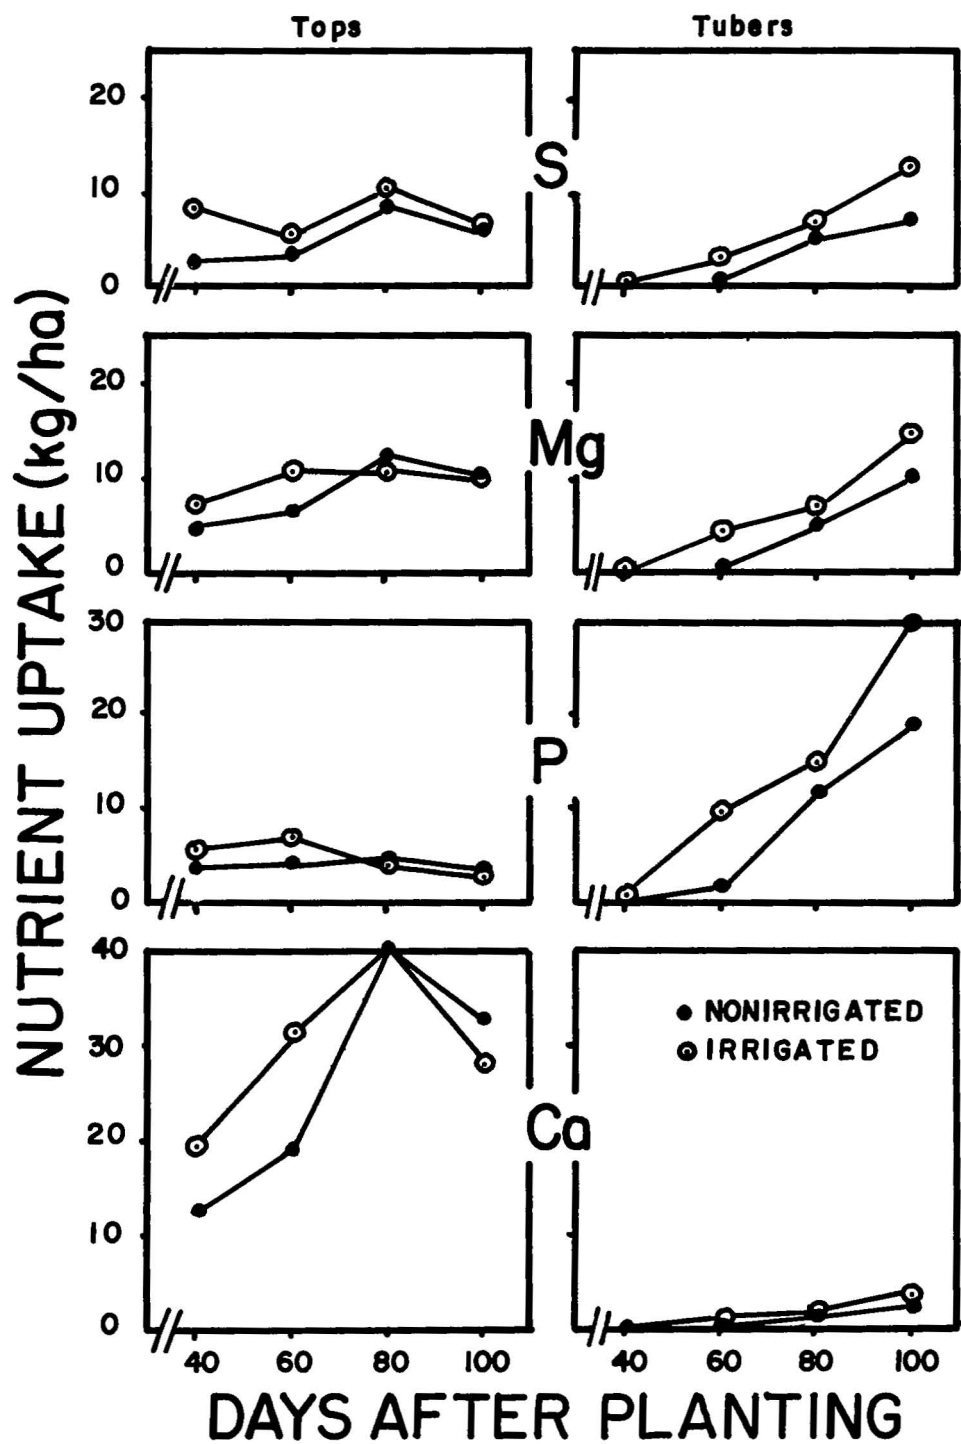 Tops Tubers
NUTRIENT UPTAKE (kg/ha)
20
10
0
S
20
10
0
Mg
30
20
10
0
P
40
30
20
10
0
Ca
NONIRRIGATED
IRRIGATED
40 60 80 100 40 60 80 100
DAYS AFTER PLANTING